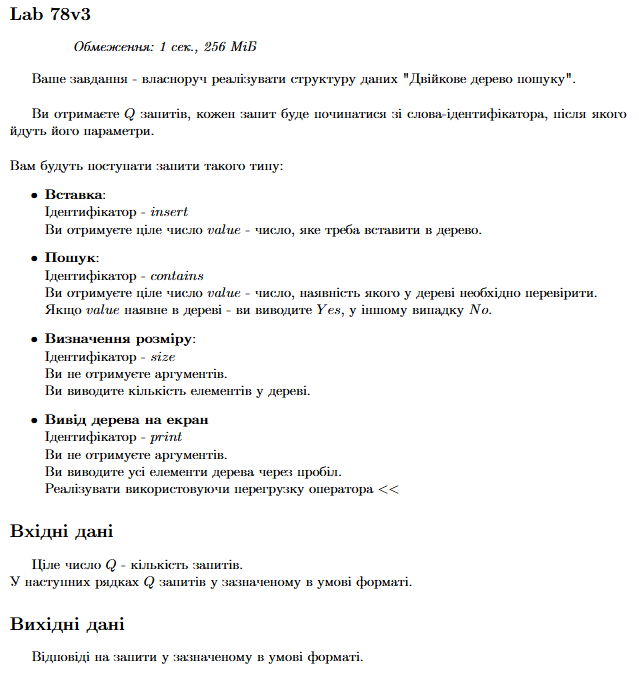 Lab 78v3
Обмеження: 1 сек., 256 МіБ
Ваше завдання - власноруч реалізувати структуру даних "Двійкове дерево пошуку".
Ви отримаєте Q запитів, кожен запит буде починатися зі слова-ідентифікатора, після якого
йдуть його параметри.
Вам будуть поступати запити такого типу:
• Вставка:
Ідентифікатор - insert
Ви отримуєте ціле число value - число, яке треба вставити в дерево.
• Пошук:
Ідентифікатор - contains
Ви отримуєте ціле число value - число, наявність якого у дереві необхідно перевірити.
Якщо value наявне в дереві - ви виводите Yes, у іншому випадку No.
• Визначення розміру:
Ідентифікатор - size
Ви не отримуєте аргументів.
Ви виводите кількість елементів у дереві.
• Вивід дерева на екран
Ідентифікатор - print
Ви не отримуєте аргументів.
Ви виводите усі елементи дерева через пробіл.
Реалізувати використовуючи перегрузку оператора <<
Вхідні дані
Ціле число Q - кількість запитів.
У наступних рядках Q запитів у зазначеному в умові форматі.
Вихідні дані
Відповіді на запити у зазначеному в умові форматі.